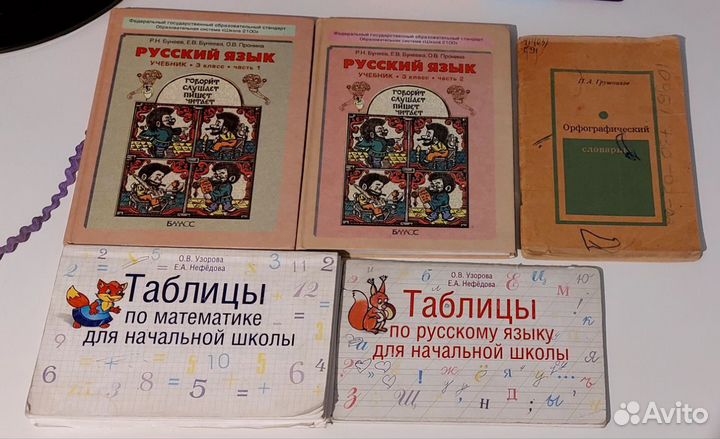 Федеральный государственный образовательный стандарт
Образовательная система «Школа 2100»
Р.Н. Бунеев, Е.В. Бунеева, О.В. Пронина
РУССКИЙ ЯЗЫК
УЧЕБНИК • 3 класс • часть 1
ГОВОРИТ
СЛУШАЕТ
ПИШЕТ
ЧИТАЕТ
БАЛАСС
Федеральный государственный образовательный стандарт
Образовательная система «Школа 2100»
Р.Н. Бунеев, Е.В. Бунеева, О.В. Пронина
РУССКИЙ ЯЗЫК
УЧЕБНИК • 3 класс • часть 2
ГОВОРИТ
СЛУШАЕТ
ПИШЕТ
ЧИТАЕТ
БАЛАСС
П. А. Грушников
Орфографический
словарик
О.В. Узорова
Е.А. Нефёдова
Таблицы
по математике
для начальной школы
О.В. Узорова
Е.А. Нефёдова
Таблицы
по русскому языку
для начальной школы
Avito